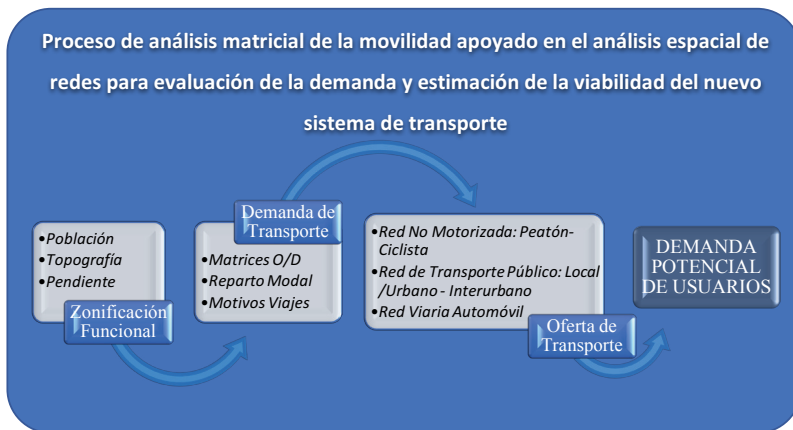 Proceso de análisis matricial de la movilidad apoyado en el análisis espacial de
redes para evaluación de la demanda y estimación de la viabilidad del nuevo
sistema de transporte
•Población
•Topografía
•Pendiente
Zonificación
Funcional
Demanda de
Transporte
•Matrices O/D
•Reparto Modal
•Motivos Viajes
•Red No Motorizada: Peatón-
Ciclista
•Red de Transporte Público: Local
/Urbano - Interurbano
•Red Viaria Automóvil
Oferta de
Transporte
DEMANDA
POTENCIAL
DE USUARIOS